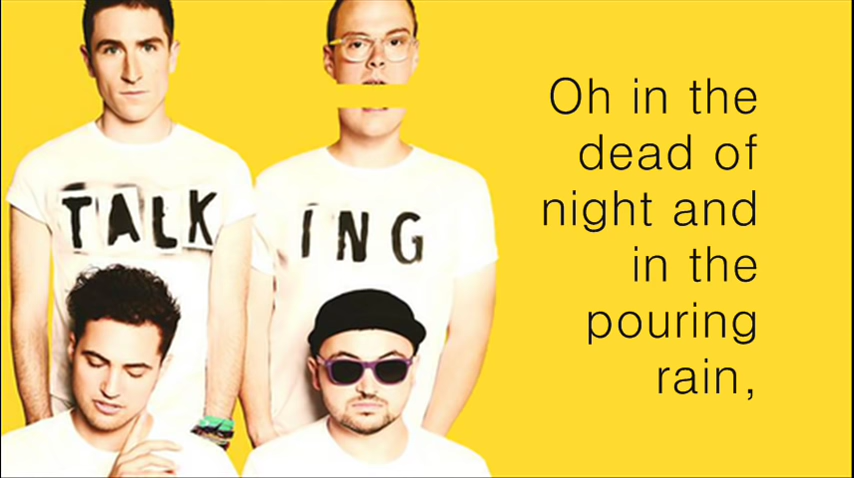 TALK ING
Oh in the
dead of
night and
in the
pouring
rain,